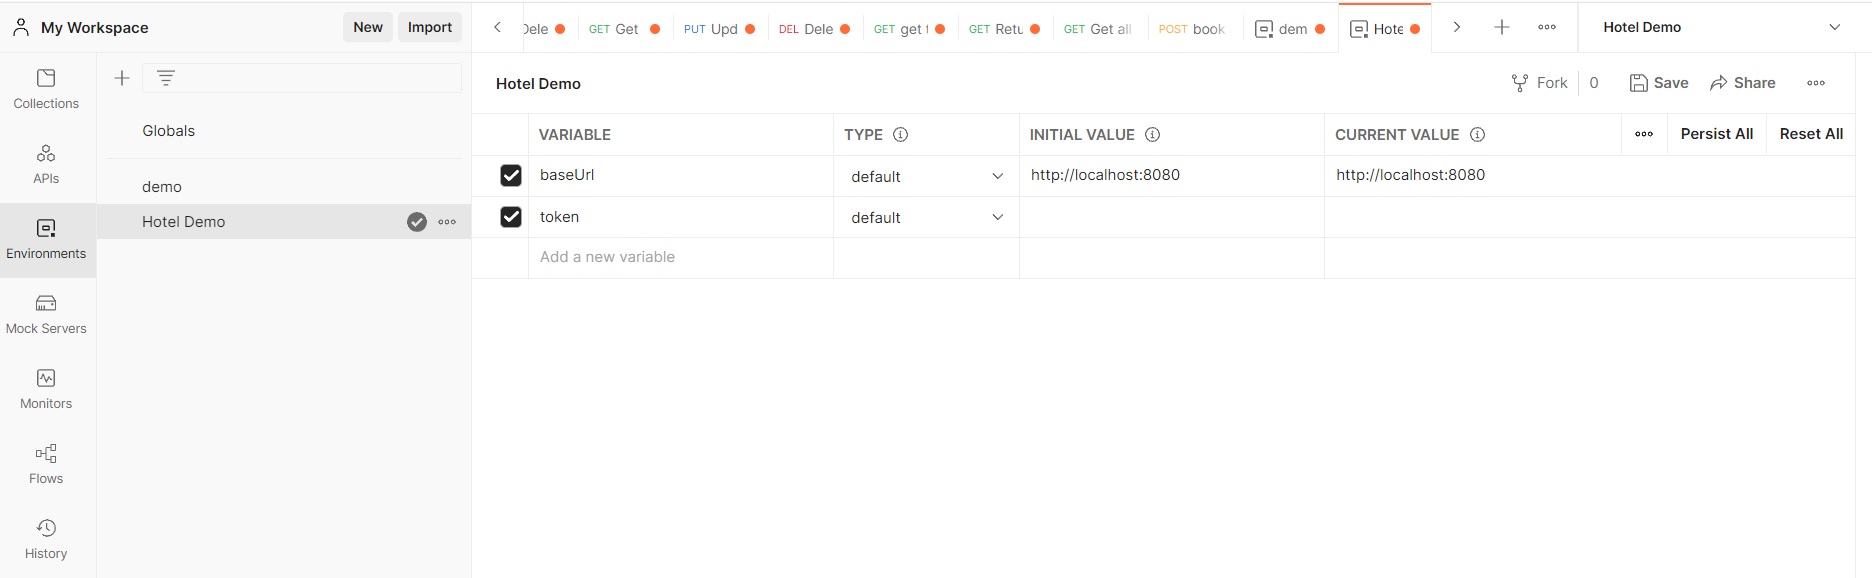 My Workspace
New
Import
Dele
GET Get
PUT Upd
DEL Dele
GET get t
GET Retu
GET Get all
POST book
dem
Hote
Hotel Demo
Collections
APIs
Environments
Mock Servers
Monitors
Flows
History
Globals
demo
Hotel Demo
Hotel Demo
Fork 0
Save
Share
VARIABLE TYPE INITIAL VALUE CURRENT VALUE Persist All Reset All
baseUrl default http://localhost:8080 http://localhost:8080
token default
Add a new variable